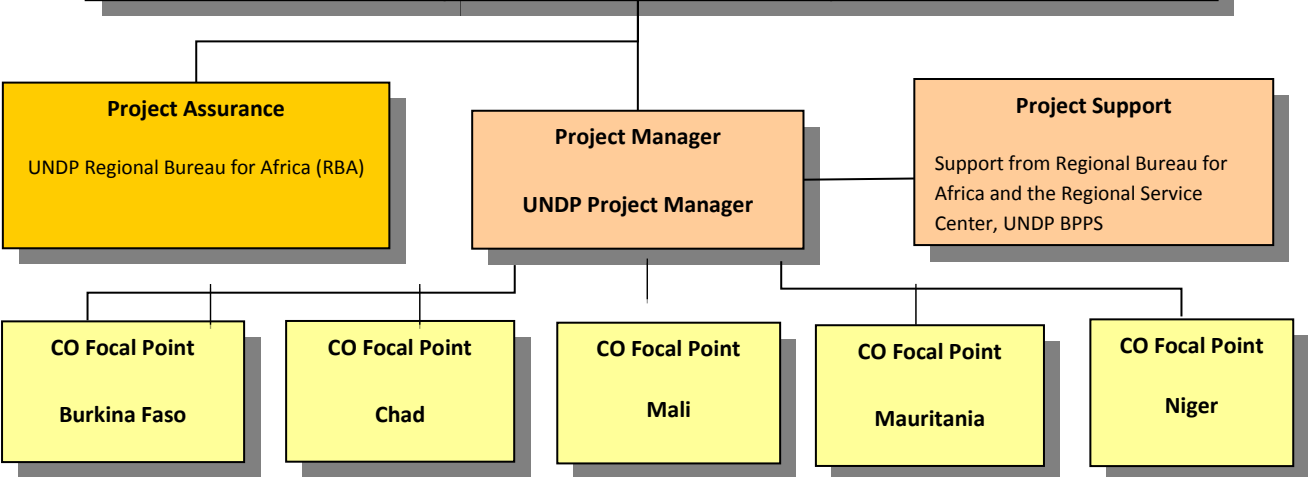 Project Assurance
UNDP Regional Bureau for Africa (RBA)
Project Manager
UNDP Project Manager
Project Support
Support from Regional Bureau for
Africa and the Regional Service
Center, UNDP BPPS
CO Focal Point
Burkina Faso
CO Focal Point
Chad
CO Focal Point
Mali
CO Focal Point
Mauritania
CO Focal Point
Niger